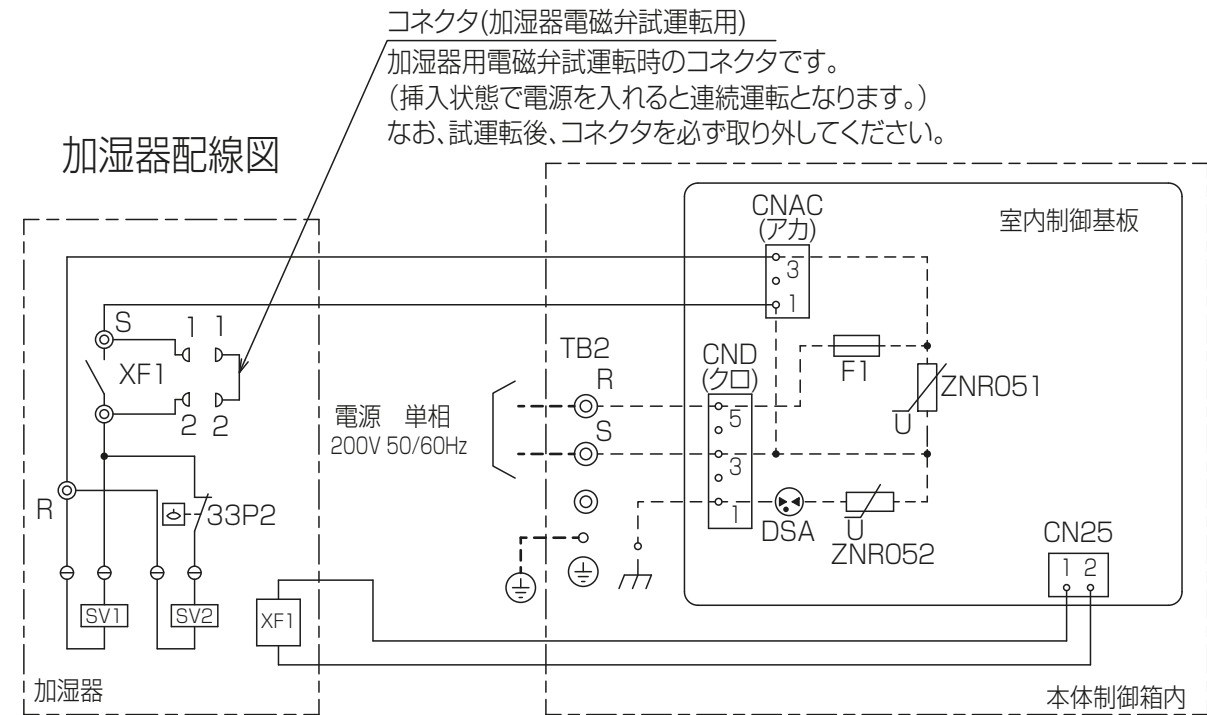 コネクタ(加湿器電磁弁試運転用)
加湿器用電磁弁試運転時のコネクタです。
(挿入状態で電源を入れると連続運転となります。)
なお、試運転後、コネクタを必ず取り外してください。
加湿器配線図
CNAC
(アカ)
室内制御基板
3
1
S
1 1
XF1
2 2
TB2
R
S
電源 単相
200V 50/60Hz
CND
(クロ)
5
3
1
F1
ZNR051
U
DSA
U
ZNR052
CN25
1 2
R
33P2
SV1
SV2
XF1
加湿器
本体制御箱内